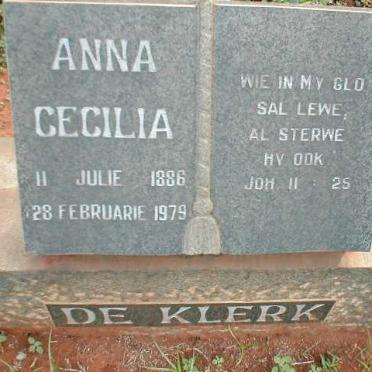 ANNA
CECILIA
11 JULIE 1886
28 FEBRUARIE 1979
WIE IN MY GLO
SAL LEWE,
AL STERWE
HY OOK.
JOH 11 : 25
DE KLERK